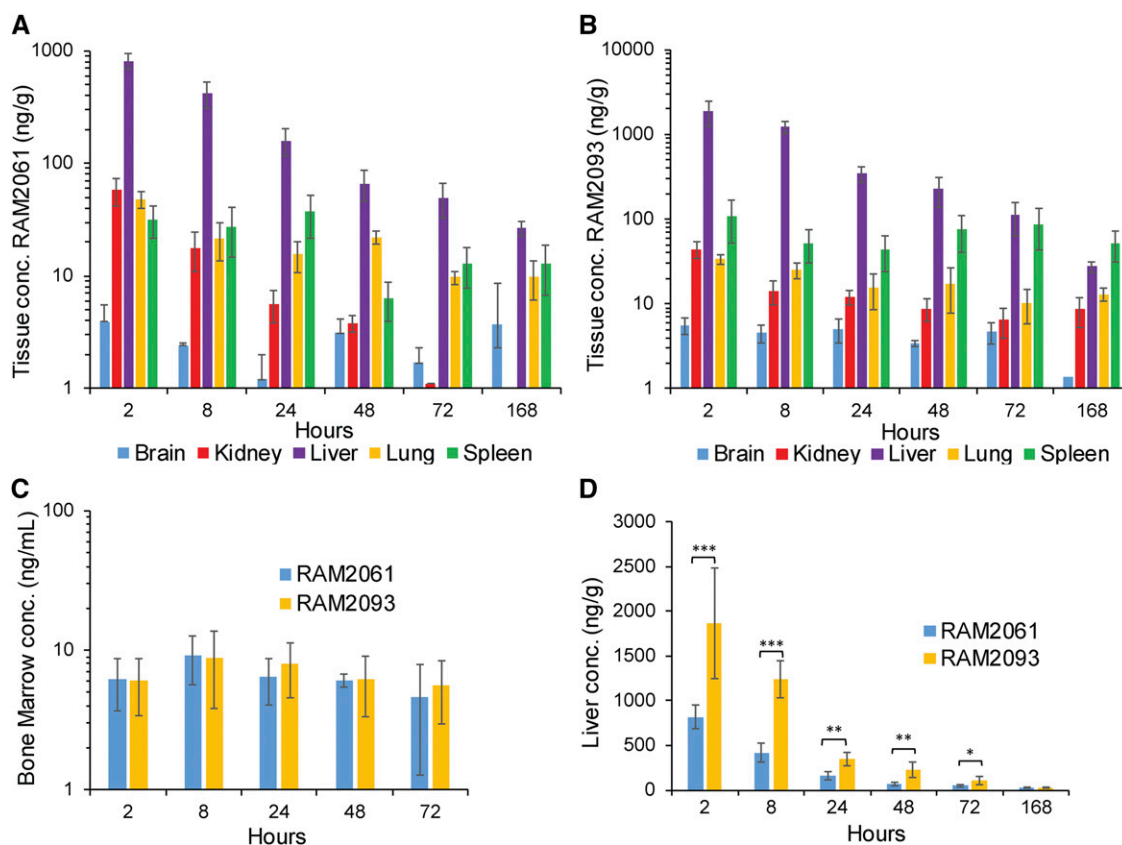 A
Tissue conc. RAM2061 (ng/g)
1000
100
10
1
2 8 24 48 72 168
Hours
Brain Kidney Liver Lung Spleen
B
Tissue conc. RAM2093 (ng/g)
10000
1000
100
10
1
2 8 24 48 72 168
Hours
Brain Kidney Liver Lung Spleen
C
Bone Marrow conc. (ng/mL)
100
10
1
RAM2061
RAM2093
2 8 24 48 72
Hours
D
Liver conc. (ng/g)
3000
2500
2000
1500
1000
500
0
***
***
**
**
*
RAM2061
RAM2093
2 8 24 48 72 168
Hours